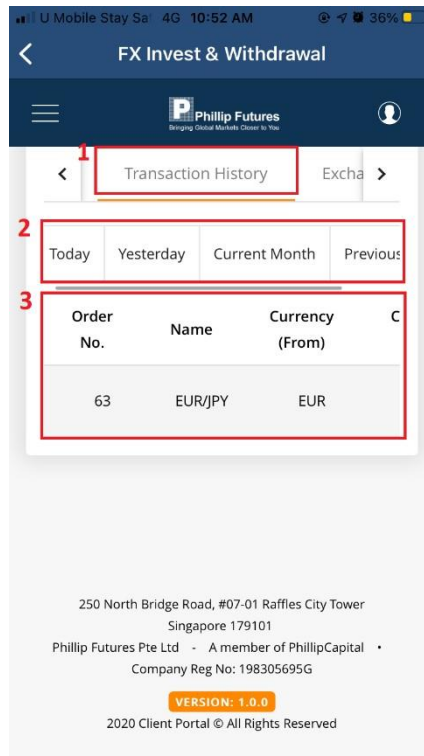 U Mobile Stay Sa 4G 10:52 AM 36%
FX Invest & Withdrawal
Phillip Futures
Bringing Global Markets Closer to You
1
Transaction History Excha
2
Today Yesterday Current Month Previous
3
Order No. Name Currency (From) C
63 EUR/JPY EUR
250 North Bridge Road, #07-01 Raffles City Tower
Singapore 179101
Phillip Futures Pte Ltd - A member of PhillipCapital •
Company Reg No: 198305695G
VERSION: 1.0.0
2020 Client Portal © All Rights Reserved